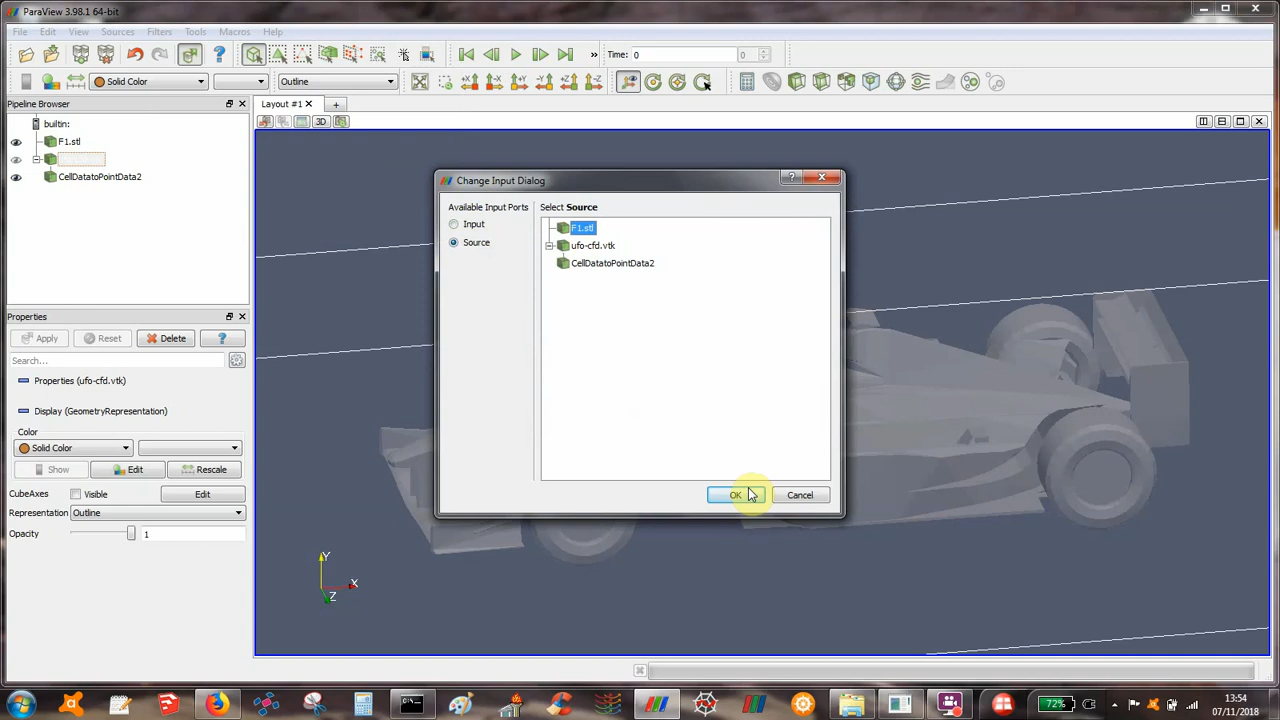 ParaView 3.98.1 64-bit
File Edit View Sources Filters Tools Macros Help
Time: 0 0
Solid Color Outline
Pipeline Browser
Layout #1
+
3D
builtin:
F1.stl
CellDatatoPointData2
Change Input Dialog
Available Input Ports
Input
Source
Select Source
F1.stl
ufo-cfd.vtk
CellDatatoPointData2
OK
Cancel
Properties
Apply Reset Delete ?
Search...
Properties (ufo-cfd.vtk)
Display (GeometryRepresentation)
Color
Solid Color
Show Edit Rescale
CubeAxes Visible Edit
Representation Outline
Opacity 1
Y
X
Z
72%
13:54
07/11/2018